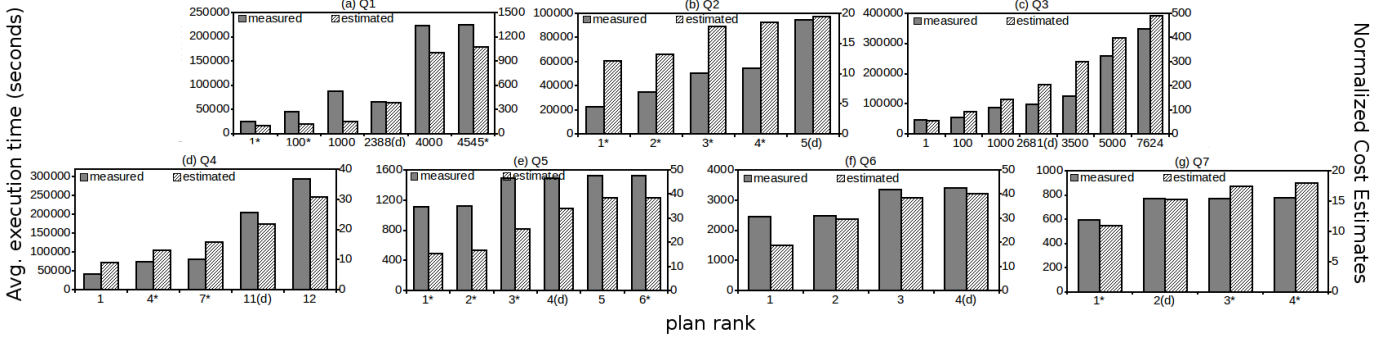 Avg. execution time (seconds)
Normalized Cost Estimates
(a) Q1
measured estimated
250000 200000 150000 100000 50000 0
1500 1200 900 600 300 0
1* 100* 1000 2388(d) 4000 4545*
(b) Q2
measured estimated
100000 80000 60000 40000 20000 0
20 15 10 5 0
1* 2* 3* 4* 5(d)
(c) Q3
measured estimated
400000 300000 200000 100000 0
500 400 300 200 100 0
1 100 1000 2681(d) 3500 5000 7624
(d) Q4
measured estimated
300000 250000 200000 150000 100000 50000 0
40 30 20 10 0
1 4* 7* 11(d) 12
(e) Q5
measured estimated
1600 1200 800 400 0
50 40 30 20 10 0
1* 2* 3* 4(d) 5 6*
(f) Q6
measured estimated
4000 3000 2000 1000 0
50 40 30 20 10 0
1 2 3 4(d)
(g) Q7
measured estimated
1000 800 600 400 200 0
20 15 10 5 0
1* 2(d) 3* 4*
plan rank